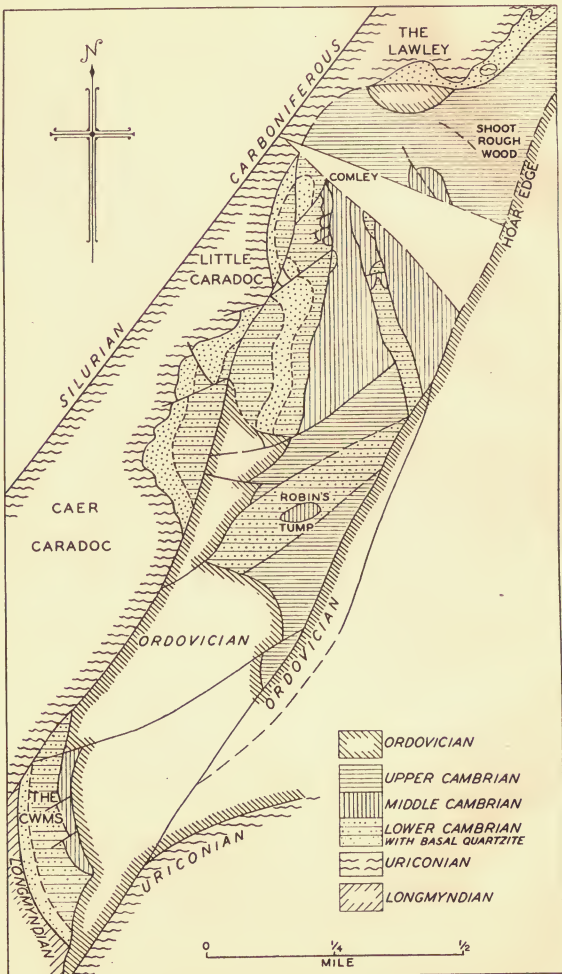 N
THE
LAWLEY
CARBONIFEROUS
SHOOT
ROUGH
WOOD
COMLEY
HOAR EDGE
LITTLE
CARADOC
SILURIAN
CAER
CARADOC
ROBIN'S
TUMP
ORDOVICIAN
ORDOVICIAN
THE
CWMS
URICONIAN
LONGMYNDIAN
ORDOVICIAN
UPPER CAMBRIAN
MIDDLE CAMBRIAN
LOWER CAMBRIAN
WITH BASAL QUARTZITE
URICONIAN
LONGMYNDIAN
0 1/4 1/2
MILE